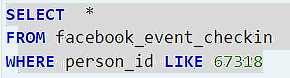 SELECT *
FROM facebook_event_checkin
WHERE person_id LIKE 67318